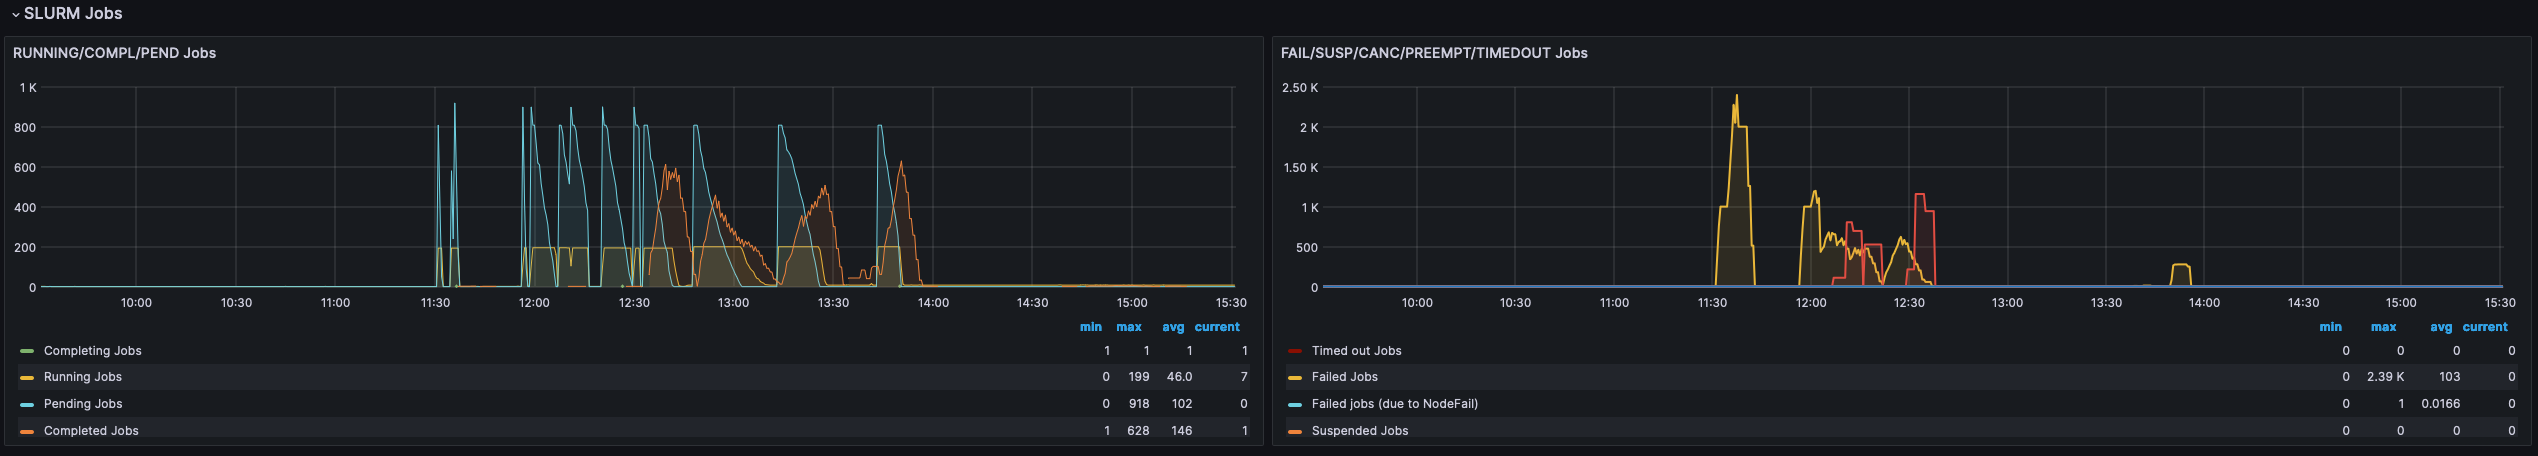 SLURM Jobs
RUNNING/COMPL/PEND Jobs
1 K
800
600
400
200
0
10:00 10:30 11:00 11:30 12:00 12:30 13:00 13:30 14:00 14:30 15:00 15:30
min max avg current
Completing Jobs 1 1 1 1
Running Jobs 0 199 46.0 7
Pending Jobs 0 918 102 0
Completed Jobs 1 628 146 1
FAIL/SUSP/CANC/PREEMPT/TIMEDOUT Jobs
2.50 K
2 K
1.50 K
1 K
500
0
10:00 10:30 11:00 11:30 12:00 12:30 13:00 13:30 14:00 14:30 15:00 15:30
min max avg current
Timed out Jobs 0 0 0 0
Failed Jobs 0 2.39 K 103 0
Failed jobs (due to NodeFail) 0 1 0.0166 0
Suspended Jobs 0 0 0 0